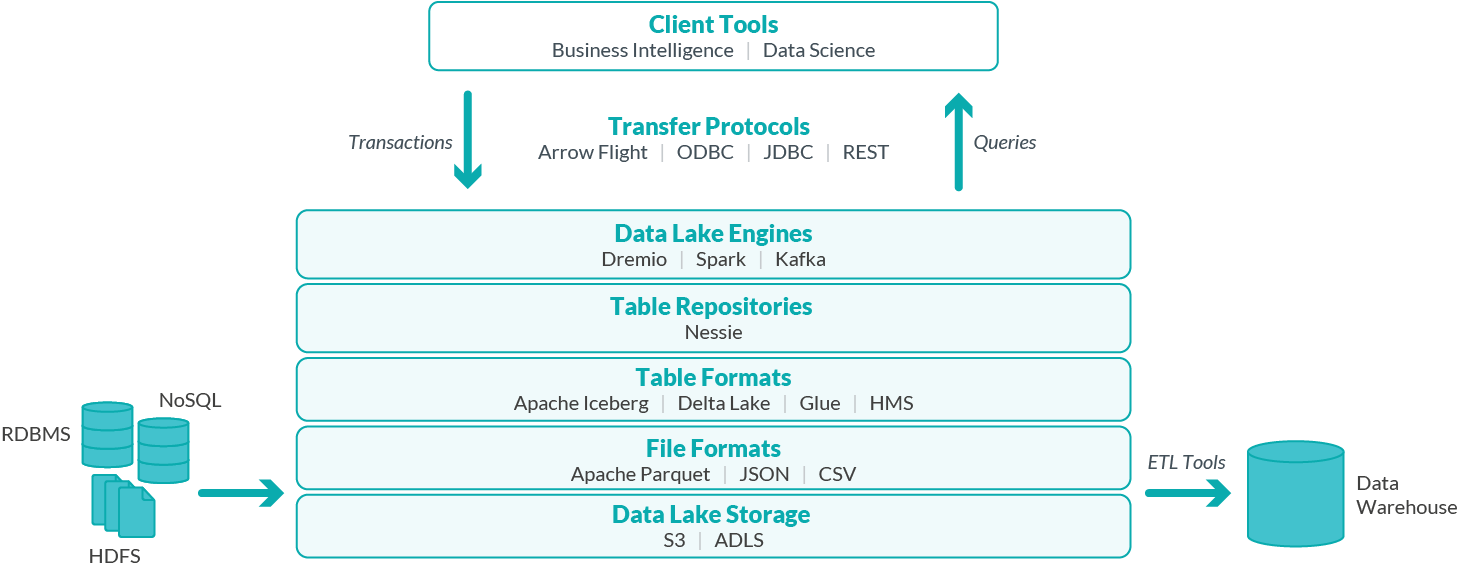 Client Tools
Business Intelligence | Data Science
Transactions
Transfer Protocols
Arrow Flight | ODBC | JDBC | REST
Queries
Data Lake Engines
Dremio | Spark | Kafka
Table Repositories
Nessie
Table Formats
Apache Iceberg | Delta Lake | Glue | HMS
File Formats
Apache Parquet | JSON | CSV
Data Lake Storage
S3 | ADLS
NoSQL
RDBMS
HDFS
ETL Tools
Data
Warehouse